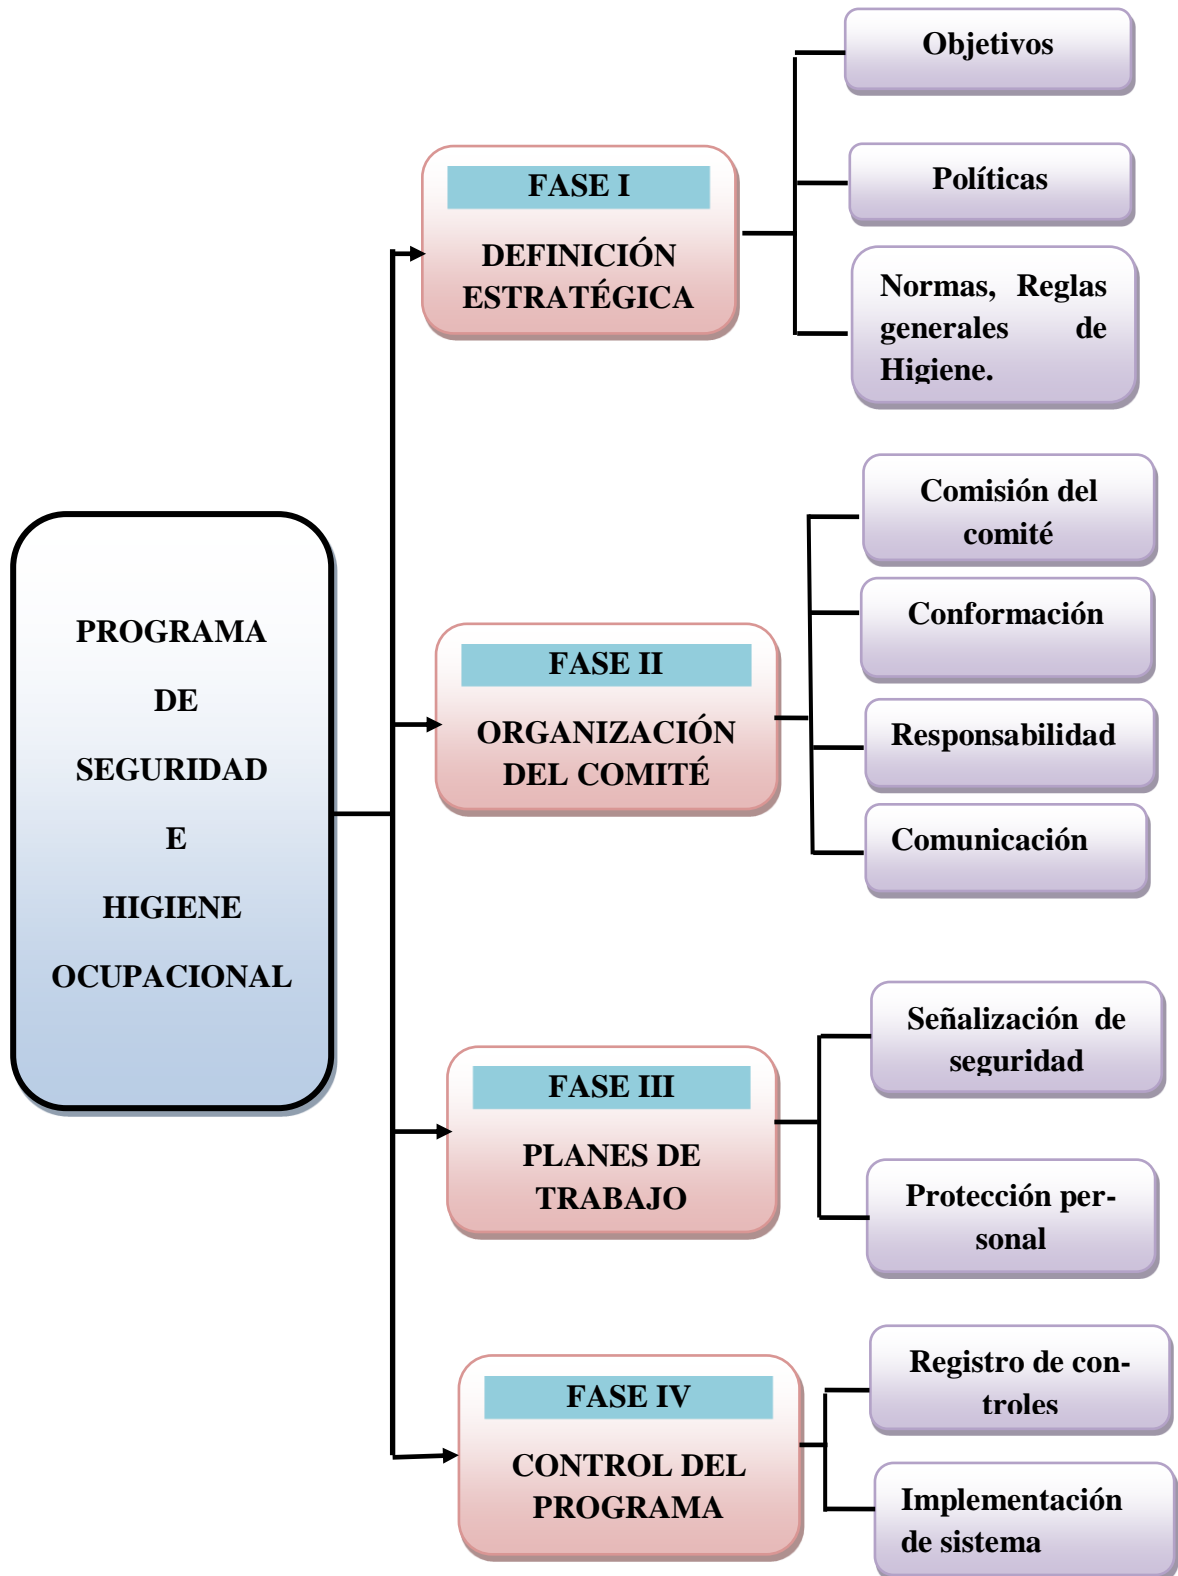 PROGRAMA
DE
SEGURIDAD
E
HIGIENE
OCUPACIONAL
FASE I
DEFINICIÓN
ESTRATÉGICA
Objetivos
Políticas
Normas, Reglas
generales de
Higiene.
FASE II
ORGANIZACIÓN
DEL COMITÉ
Comisión del
comité
Conformación
Responsabilidad
Comunicación
FASE III
PLANES DE
TRABAJO
Señalización de
seguridad
Protección per-
sonal
FASE IV
CONTROL DEL
PROGRAMA
Registro de con-
troles
Implementación
de sistema